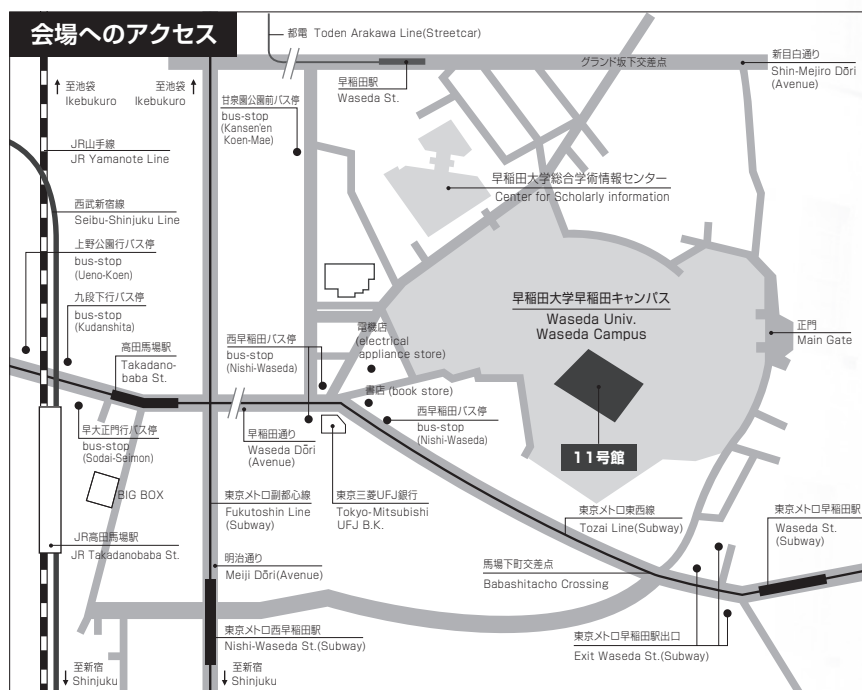 会場へのアクセス
都電 Toden Arakawa Line(Streetcar)
早稲田駅
Waseda St.
グランド坂下交差点
新目白通り
Shin-Mejiro Dōri
(Avenue)
至池袋
Ikebukuro
至池袋
Ikebukuro
甘泉園公園前バス停
bus-stop
(Kansen'en
Koen-Mae)
JR山手線
JR Yamanote Line
早稲田大学総合学術情報センター
Center for Scholarly information
西武新宿線
Seibu-Shinjuku Line
上野公園行バス停
bus-stop
(Ueno-Koen)
九段下行バス停
bus-stop
(Kudanshita)
高田馬場駅
Takadano-
baba St.
西早稲田バス停
bus-stop
(Nishi-Waseda)
電機店
(electrical
appliance store)
早稲田大学早稲田キャンパス
Waseda Univ.
Waseda Campus
正門
Main Gate
書店 (book store)
西早稲田バス停
bus-stop
(Nishi-Waseda)
11号館
早大正門行バス停
bus-stop
(Sodai-Seimon)
早稲田通り
Waseda Dōri
(Avenue)
BIG BOX
東京メトロ副都心線
Fukutoshin Line
(Subway)
東京三菱UFJ銀行
Tokyo-Mitsubishi
UFJ B.K.
東京メトロ東西線
Tozai Line(Subway)
東京メトロ早稲田駅
Waseda St.
(Subway)
JR高田馬場駅
JR Takadanobaba St.
明治通り
Meiji Dōri(Avenue)
馬場下町交差点
Babashitacho Crossing
東京メトロ西早稲田駅
Nishi-Waseda St.(Subway)
東京メトロ早稲田駅出口
Exit Waseda St.(Subway)
至新宿
Shinjuku
至新宿
Shinjuku